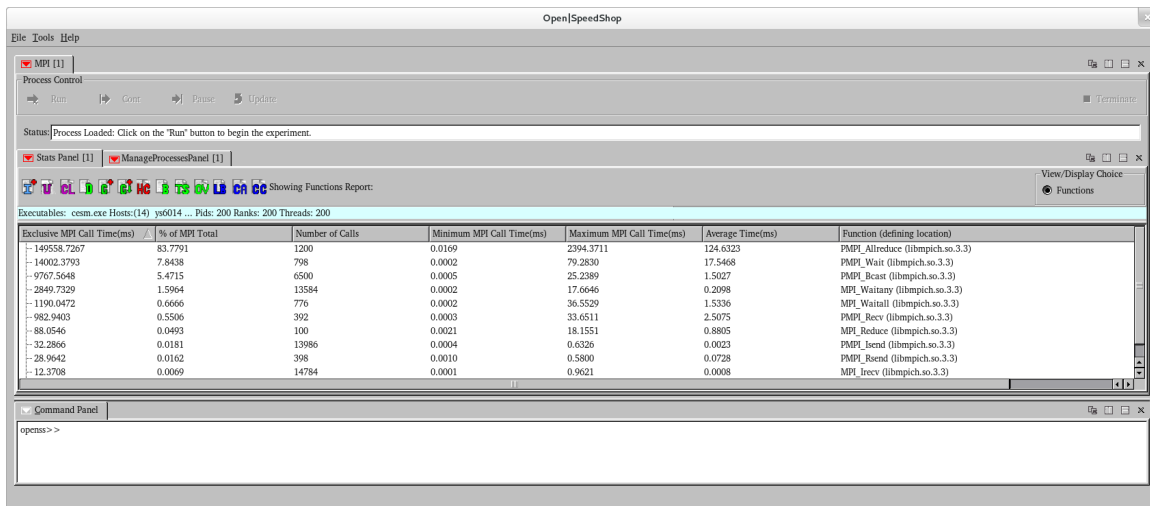 Open|SpeedShop
File Tools Help
MPI [1]
Process Control
Run Cont Pause Update Terminate
Status: Process Loaded: Click on the "Run" button to begin the experiment.
Stats Panel [1] ManageProcessesPanel [1]
I U CL D HC B TS OV LB CA CC Showing Functions Report:
View/Display Choice
Functions
Executables: cesm.exe Hosts:(14) ys6014 ... Pids: 200 Ranks: 200 Threads: 200
Exclusive MPI Call Time(ms) % of MPI Total Number of Calls Minimum MPI Call Time(ms) Maximum MPI Call Time(ms) Average Time(ms) Function (defining location)
149558.7267 83.7791 1200 0.0169 2394.3711 124.6323 PMPI_Allreduce (libmpich.so.3.3)
14002.3793 7.8438 798 0.0002 79.2830 17.5468 PMPI_Wait (libmpich.so.3.3)
9767.5648 5.4715 6500 0.0005 25.2389 1.5027 PMPI_Bcast (libmpich.so.3.3)
2849.7329 1.5964 13584 0.0002 17.6646 0.2098 MPI_Waitany (libmpich.so.3.3)
1190.0472 0.6666 776 0.0002 36.5529 1.5336 MPI_Waitall (libmpich.so.3.3)
982.9403 0.5506 392 0.0003 33.6511 2.5075 PMPI_Recv (libmpich.so.3.3)
88.0546 0.0493 100 0.0021 18.1551 0.8805 MPI_Reduce (libmpich.so.3.3)
32.2866 0.0181 13986 0.0004 0.6326 0.0023 PMPI_Isend (libmpich.so.3.3)
28.9642 0.0162 398 0.0010 0.5800 0.0728 PMPI_Rsend (libmpich.so.3.3)
12.3708 0.0069 14784 0.0001 0.9621 0.0008 MPI_Irecv (libmpich.so.3.3)
Command Panel
openss>>